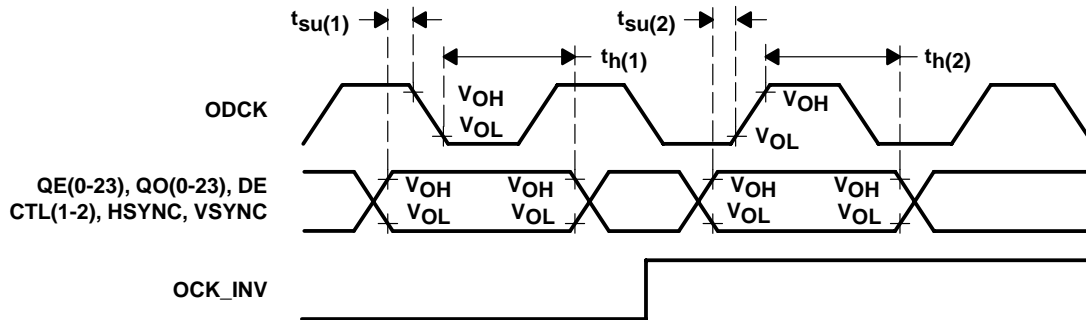 tsu(1)
tsu(2)
th(1)
th(2)
ODCK
VOH
VOH
VOL
VOL
QE(0-23), QO(0-23), DE
VOH
VOH
VOH
VOH
CTL(1-2), HSYNC, VSYNC
VOL
VOL
VOL
VOL
OCK_INV